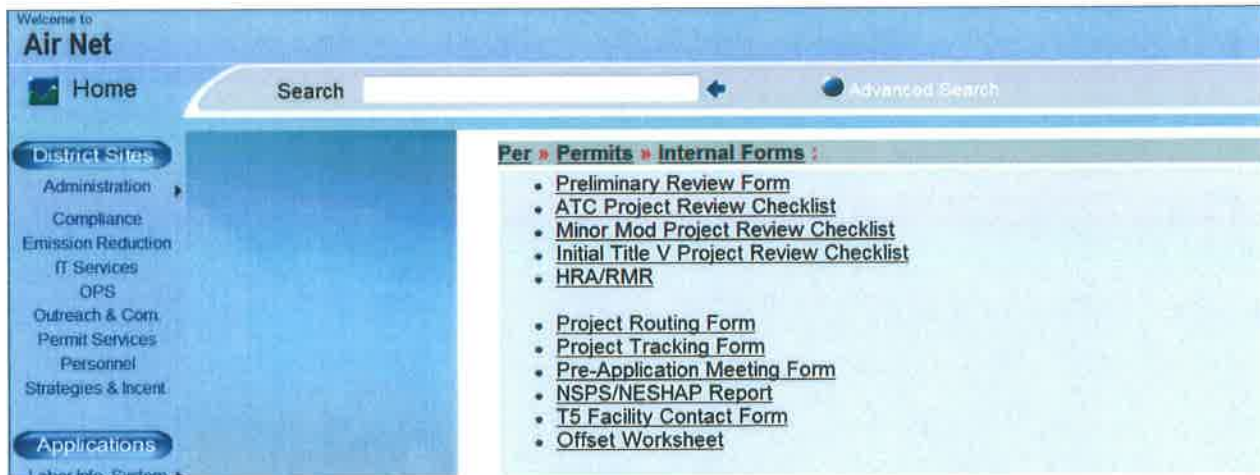 Welcome to
Air Net
Home
Search
Advanced Search
District Sites
Administration
Compliance
Emission Reduction
IT Services
OPS
Outreach & Com.
Permit Services
Personnel
Strategies & Incent.
Applications
Per » Permits » Internal Forms :
• Preliminary Review Form
• ATC Project Review Checklist
• Minor Mod Project Review Checklist
• Initial Title V Project Review Checklist
• HRA/RMR
• Project Routing Form
• Project Tracking Form
• Pre-Application Meeting Form
• NSPS/NESHAP Report
• T5 Facility Contact Form
• Offset Worksheet